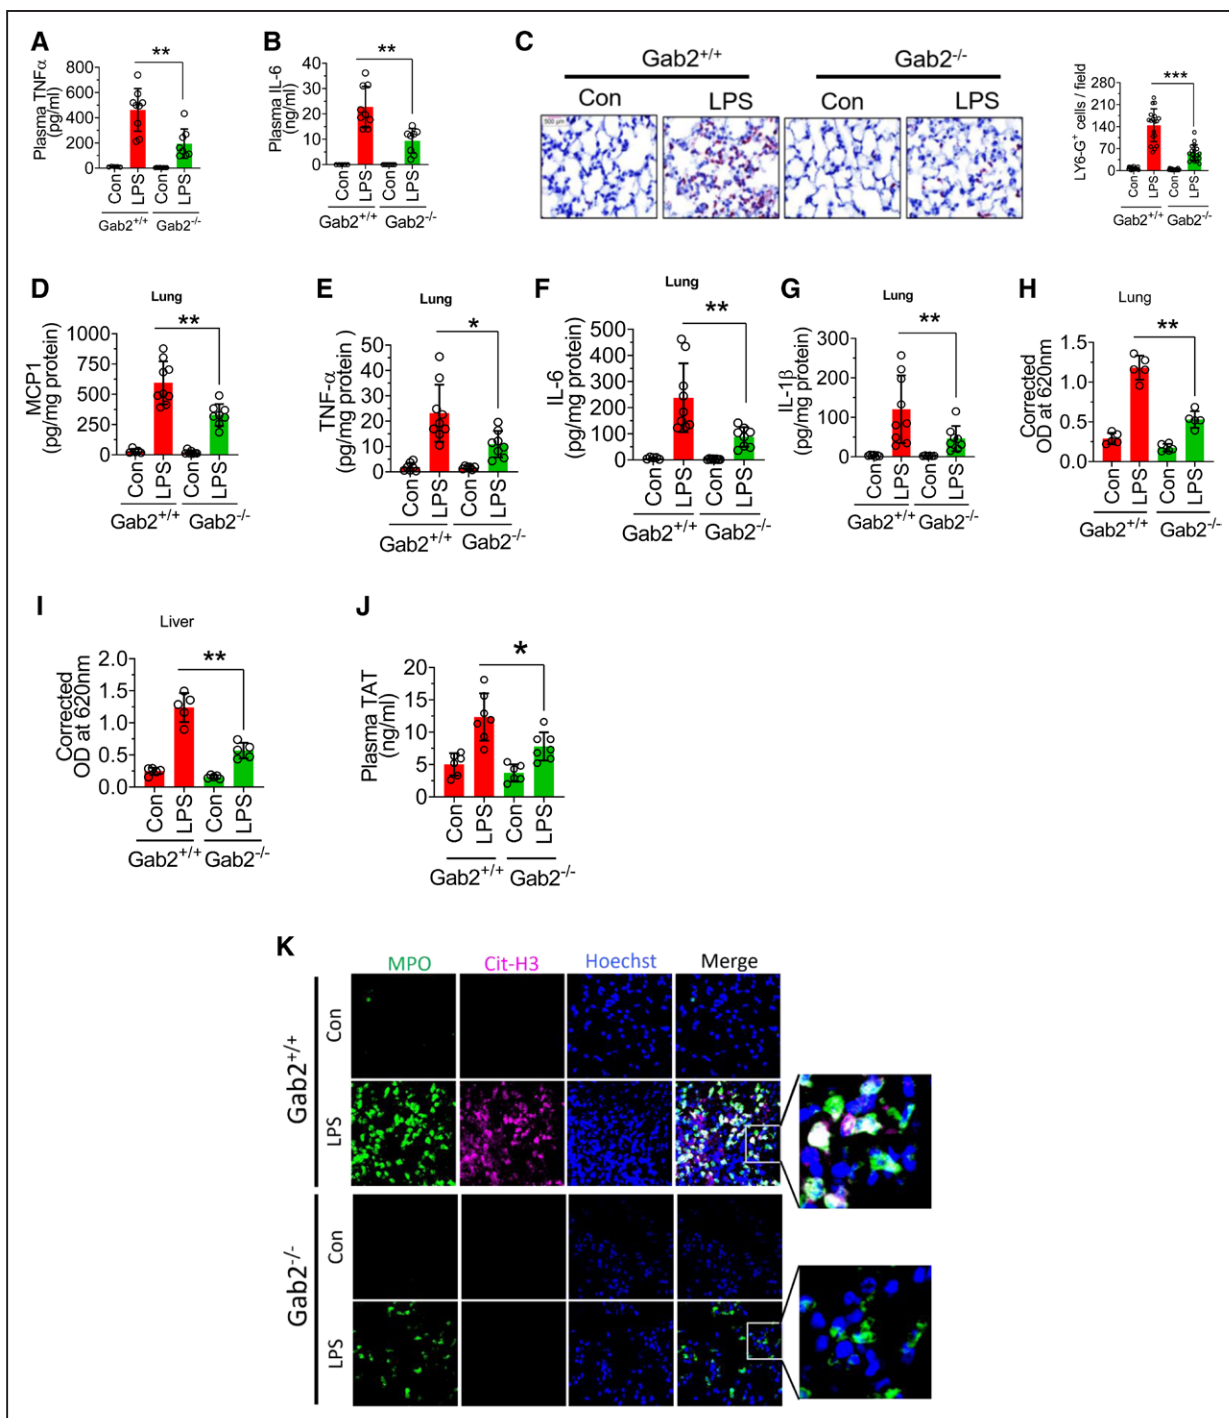 A
Plasma TNFα
(pg/ml)
800
600
400
200
0
**
Con
LPS
Con
LPS
Gab2+/+
Gab2-/-
B
Plasma IL-6
(ng/ml)
40
30
20
10
0
**
Con
LPS
Con
LPS
Gab2+/+
Gab2-/-
C
Gab2+/+
Gab2-/-
Con
LPS
Con
LPS
LY6-G+ cells / field
280
210
140
70
0
***
Con
LPS
Con
LPS
Gab2+/+
Gab2-/-
D
Lung
MCP1
(pg/mg protein)
1000
750
500
250
0
**
Con
LPS
Con
LPS
Gab2+/+
Gab2-/-
E
Lung
TNF-α
(pg/mg protein)
50
40
30
20
10
0
*
Con
LPS
Con
LPS
Gab2+/+
Gab2-/-
F
Lung
IL-6
(pg/mg protein)
500
400
300
200
100
0
**
Con
LPS
Con
LPS
Gab2+/+
Gab2-/-
G
Lung
IL-1β
(pg/mg protein)
300
200
100
0
**
Con
LPS
Con
LPS
Gab2+/+
Gab2-/-
H
Lung
Corrected
OD at 620nm
1.5
1.0
0.5
0.0
**
Con
LPS
Con
LPS
Gab2+/+
Gab2-/-
I
Liver
Corrected
OD at 620nm
2.0
1.5
1.0
0.5
0.0
**
Con
LPS
Con
LPS
Gab2+/+
Gab2-/-
J
Plasma TAT
(ng/ml)
20
15
10
5
0
*
Con
LPS
Con
LPS
Gab2+/+
Gab2-/-
K
MPO
Cit-H3
Hoechst
Merge
Gab2+/+
Con
LPS
Gab2-/-
Con
LPS